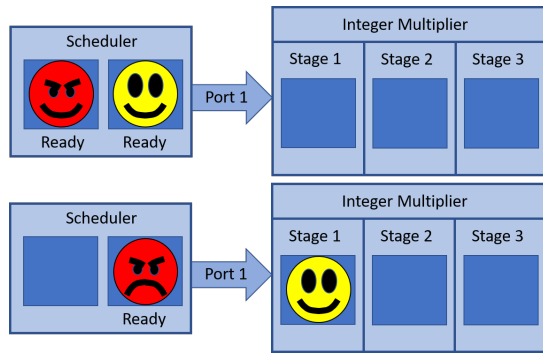 Scheduler
Ready Ready
Port 1
Integer Multiplier
Stage 1 Stage 2 Stage 3
Scheduler
Ready
Port 1
Integer Multiplier
Stage 1 Stage 2 Stage 3